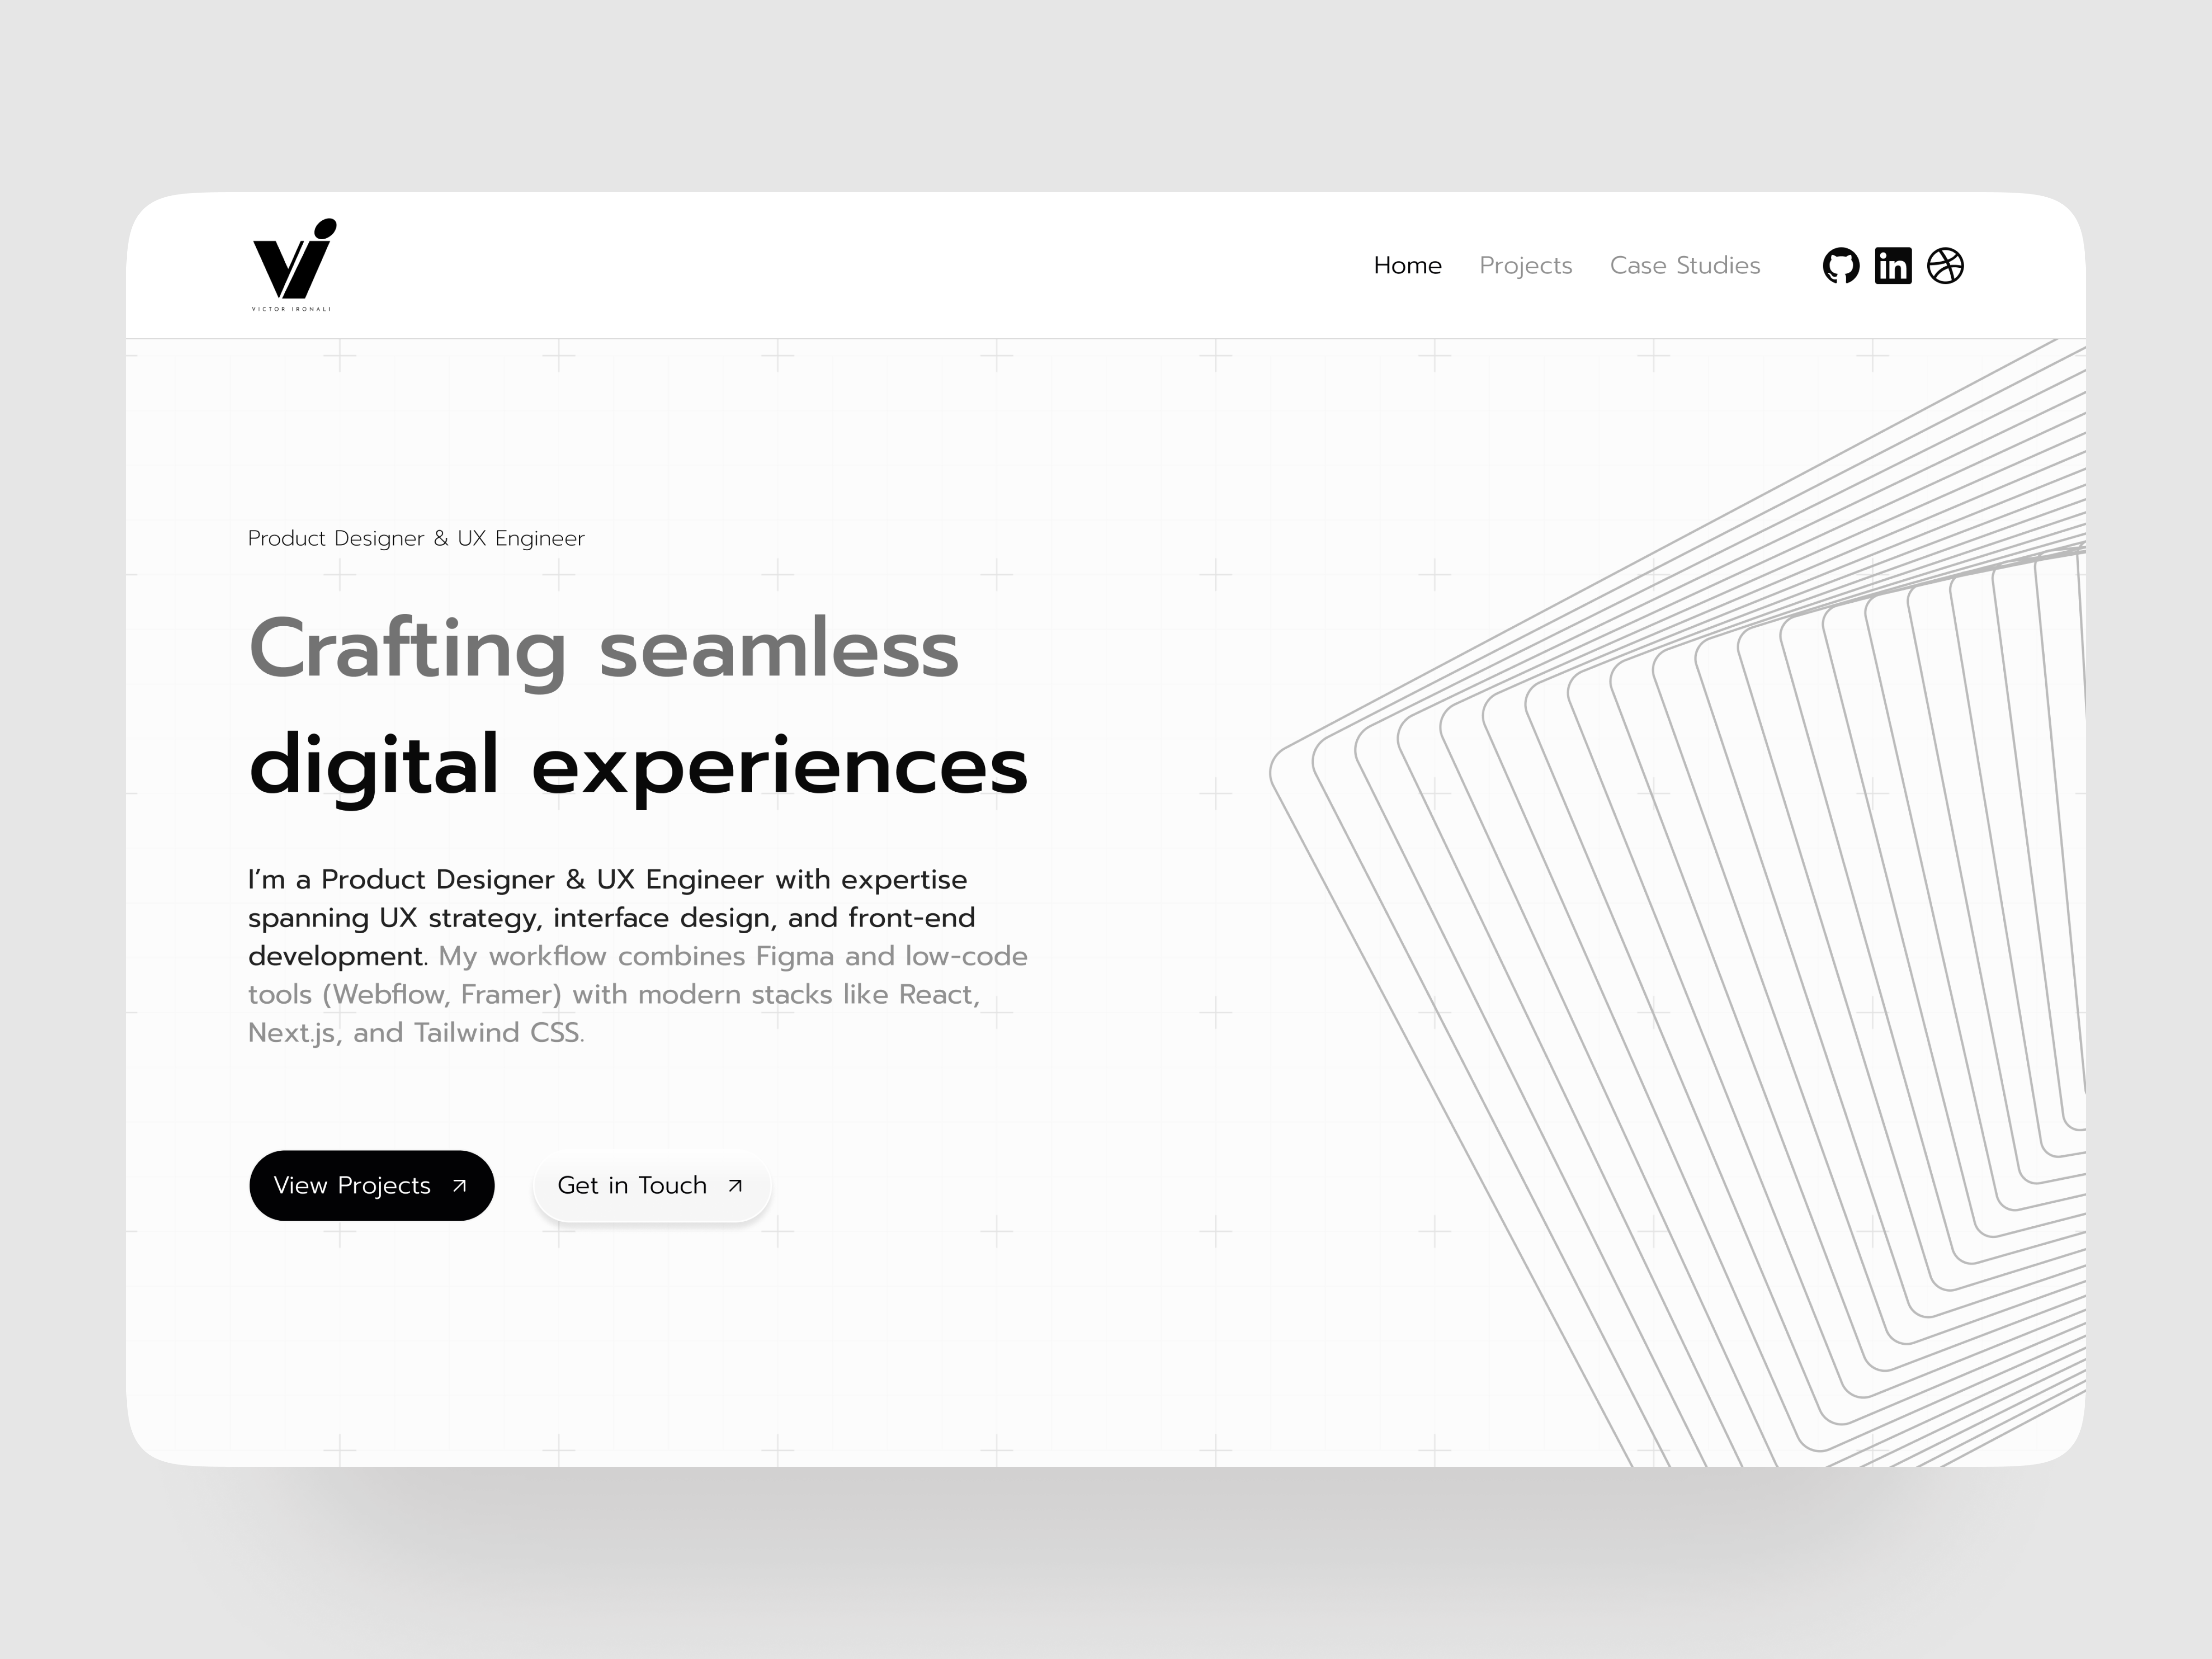 VICTOR IRONALI
Home
Projects
Case Studies
Product Designer & UX Engineer
Crafting seamless
digital experiences
I’m a Product Designer & UX Engineer with expertise
spanning UX strategy, interface design, and front-end
development. My workflow combines Figma and low-code
tools (Webflow, Framer) with modern stacks like React,
Next.js, and Tailwind CSS.
View Projects
Get in Touch